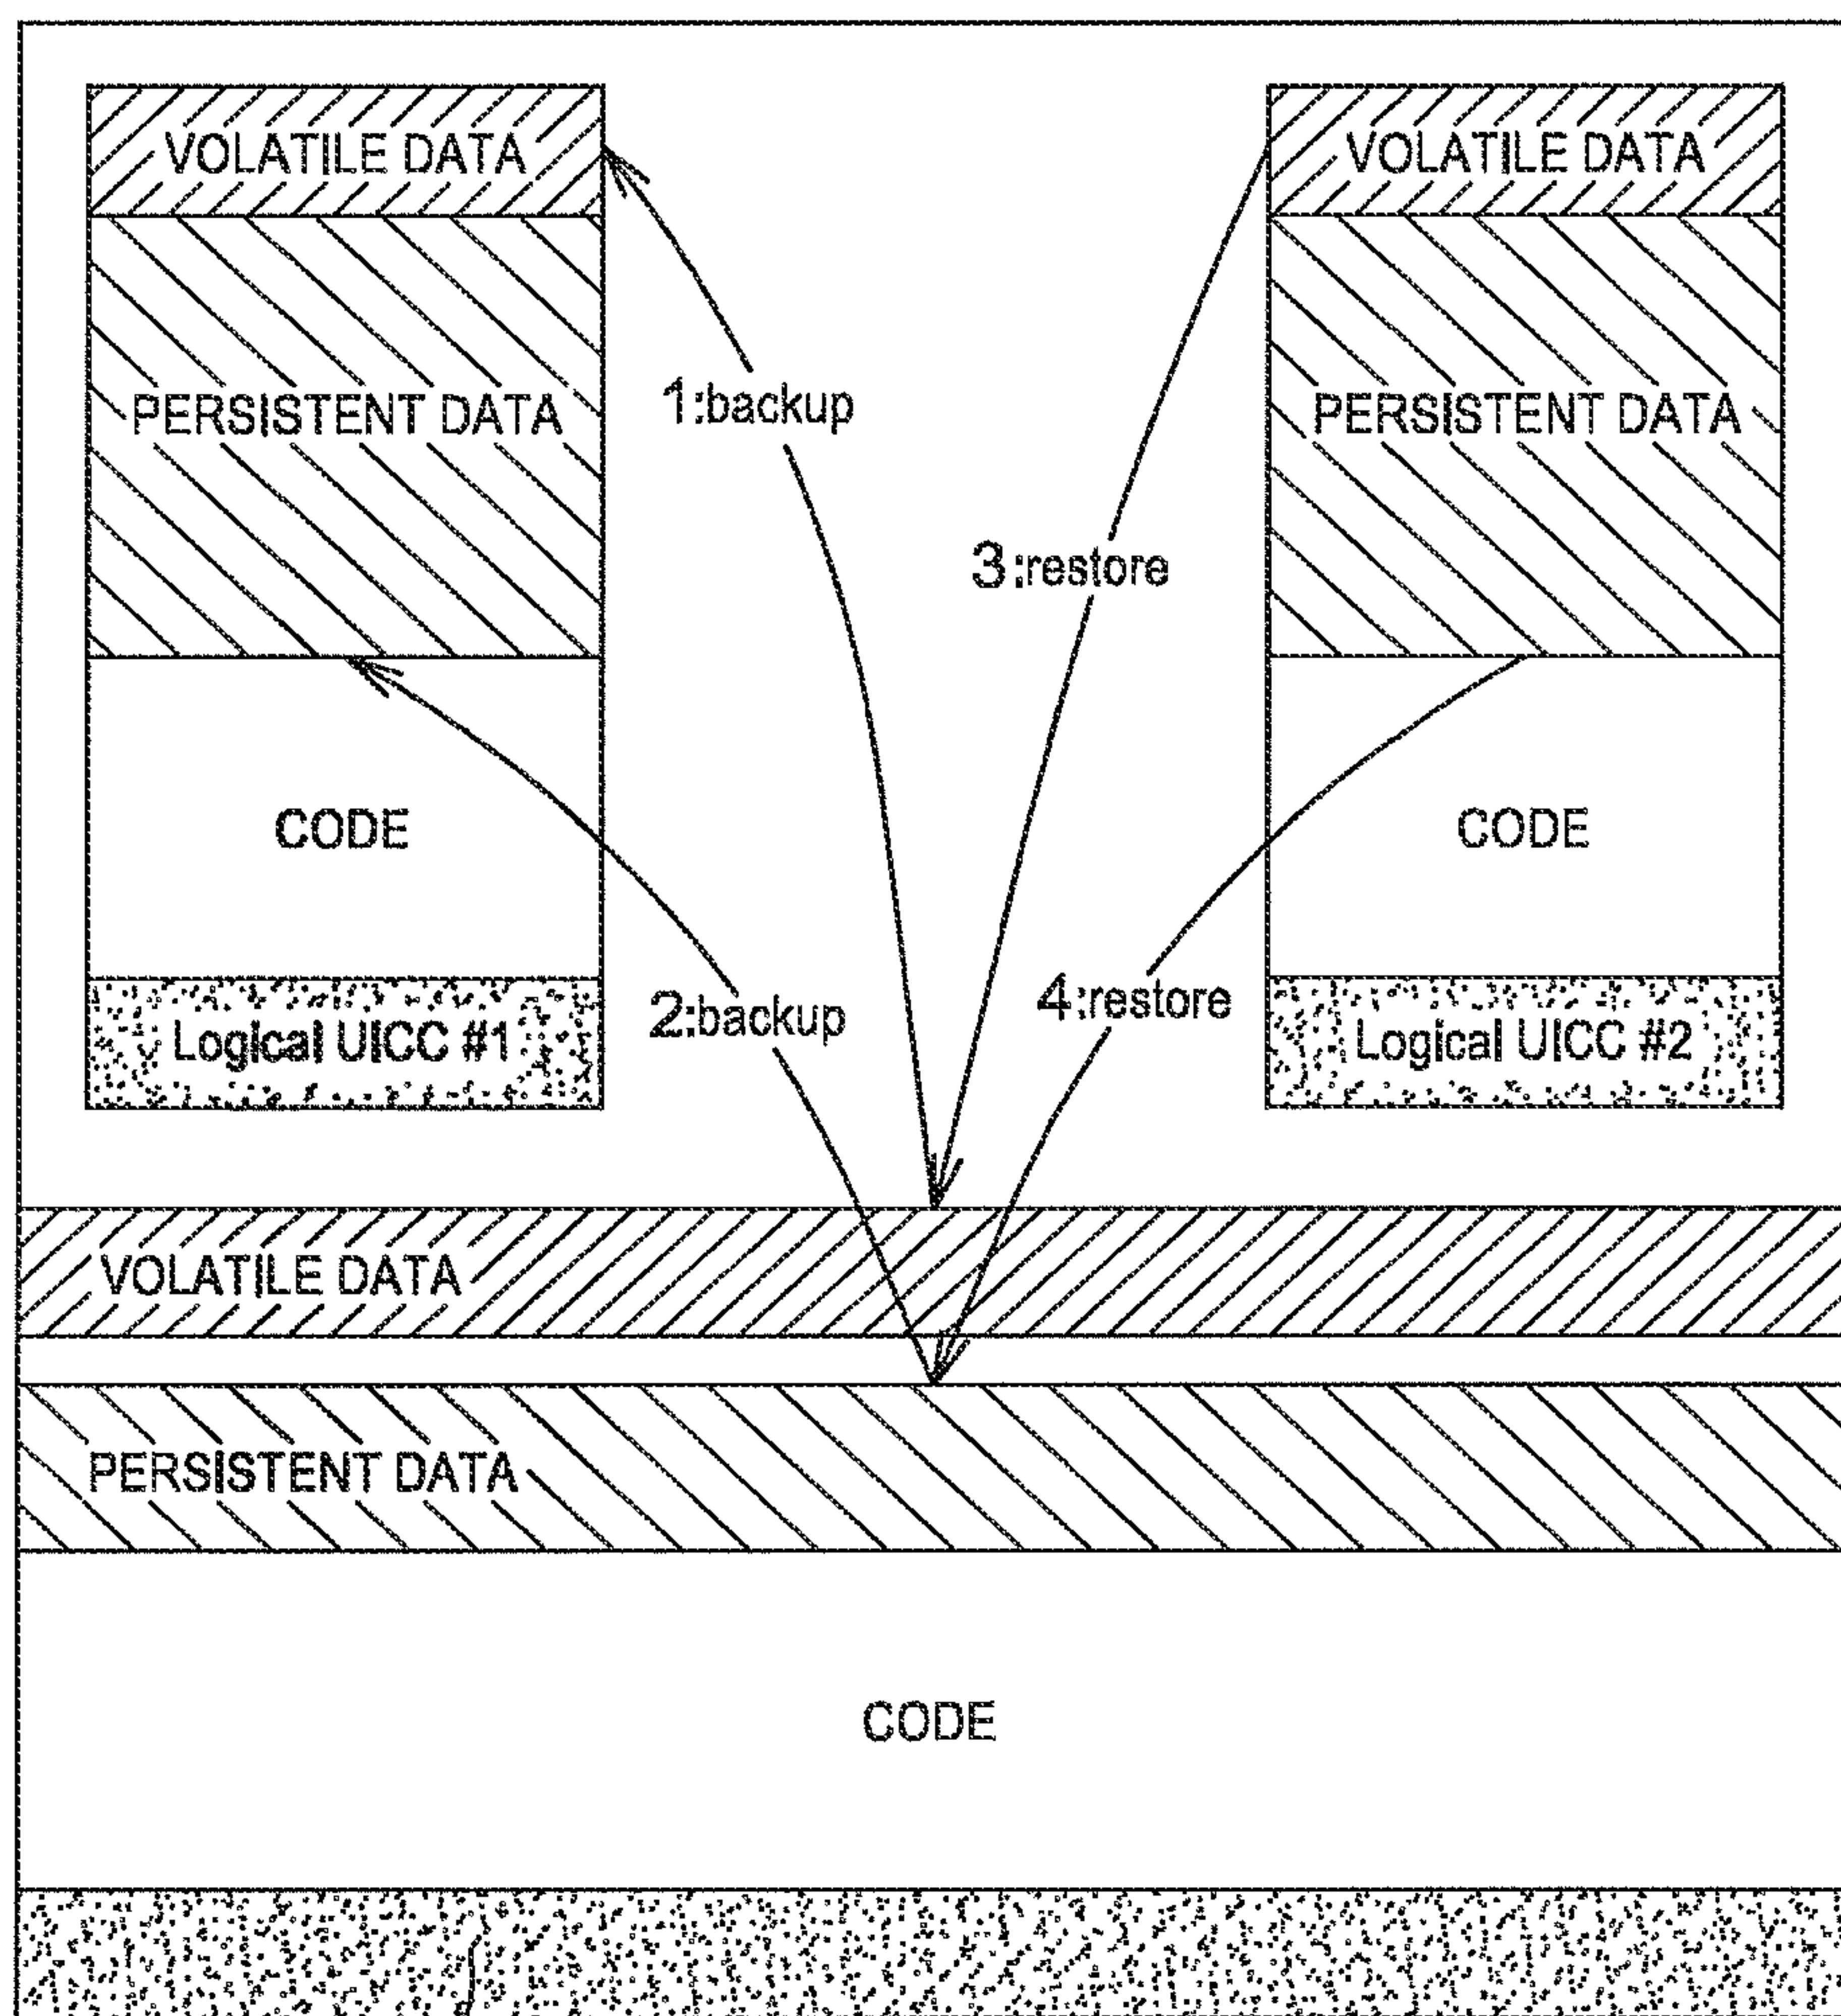 VOLATILE DATA
VOLATILE DATA
1:backup
PERSISTENT DATA
PERSISTENT DATA
3:restore
CODE
CODE
2:backup
4:restore
Logical UICC #1
Logical UICC #2
VOLATILE DATA
PERSISTENT DATA
CODE